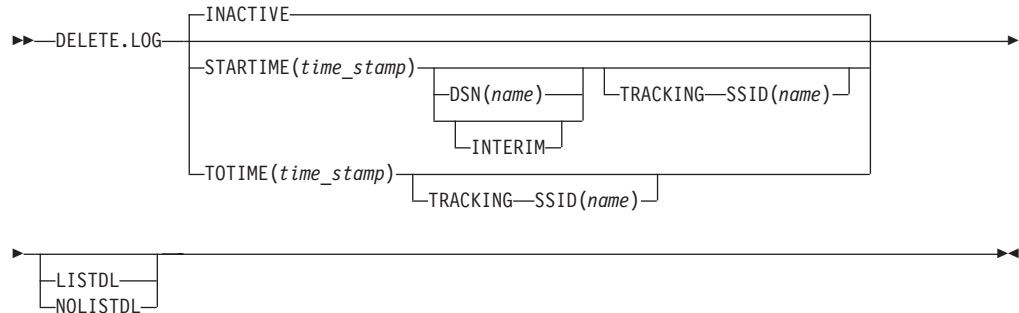 INACTIVE
DELETE.LOG
STARTIME(time_stamp)
DSN(name)
TRACKING SSID(name)
INTERIM
TOTIME(time_stamp)
TRACKING SSID(name)
LISTDL
NOLISTDL